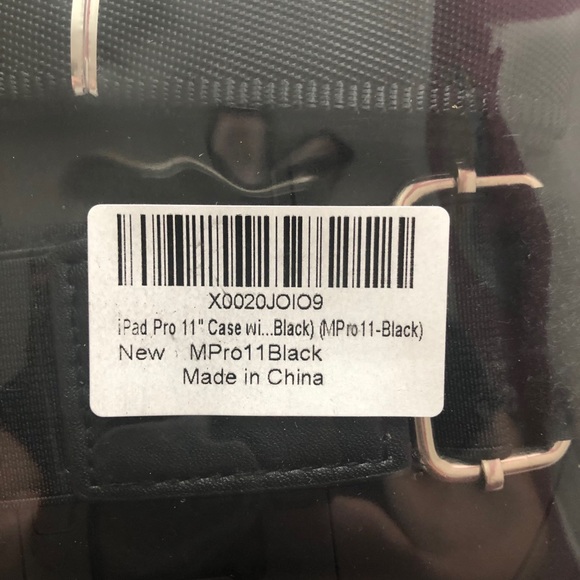 X0020JOIO9
iPad Pro 11" Case wi...Black) (MPro11-Black)
New MPro11Black
Made in China